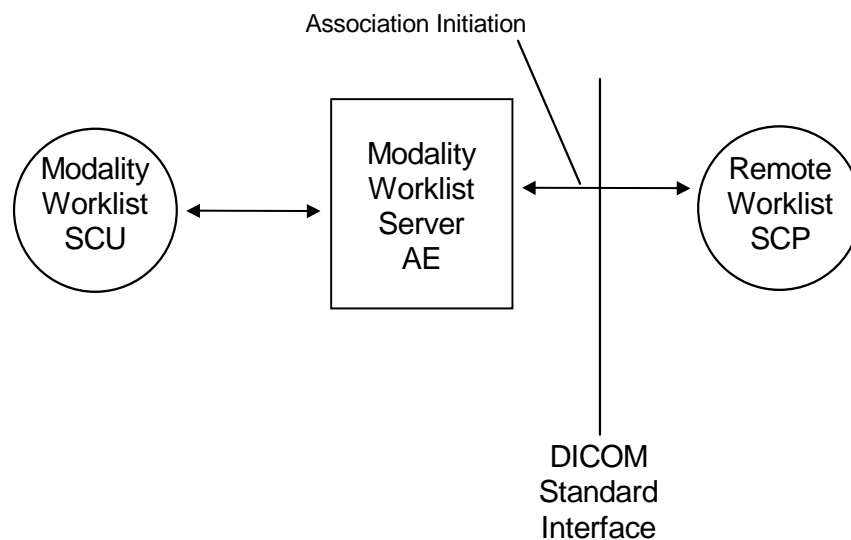 Association Initiation
Modality
Worklist
SCU
Modality
Worklist
Server
AE
Remote
Worklist
SCP
DICOM
Standard
Interface